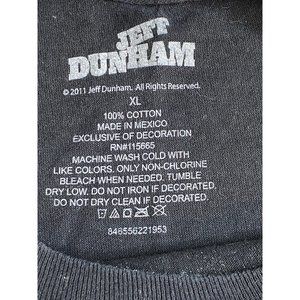 JEFF
DUNHAM
© 2011 Jeff Dunham. All Rights Reserved.
XL
100% COTTON
MADE IN MEXICO
EXCLUSIVE OF DECORATION
RN#115665
MACHINE WASH COLD WITH
LIKE COLORS. ONLY NON-CHLORINE
BLEACH WHEN NEEDED. TUMBLE
DRY LOW. DO NOT IRON IF DECORATED.
DO NOT DRY CLEAN IF DECORATED.
846556221953